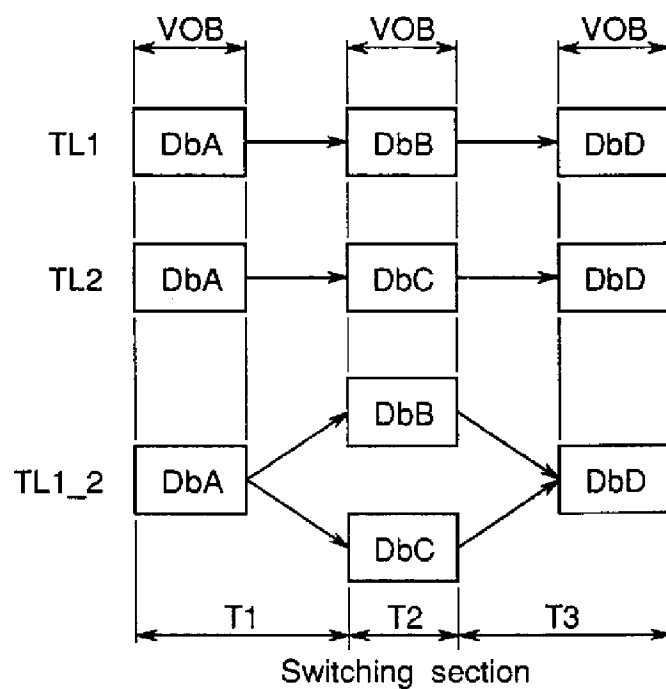 VOB VOB VOB
TL1 DbA DbB DbD
TL2 DbA DbC DbD
DbB
TL1_2 DbA DbD
DbC
T1 T2 T3
Switching section